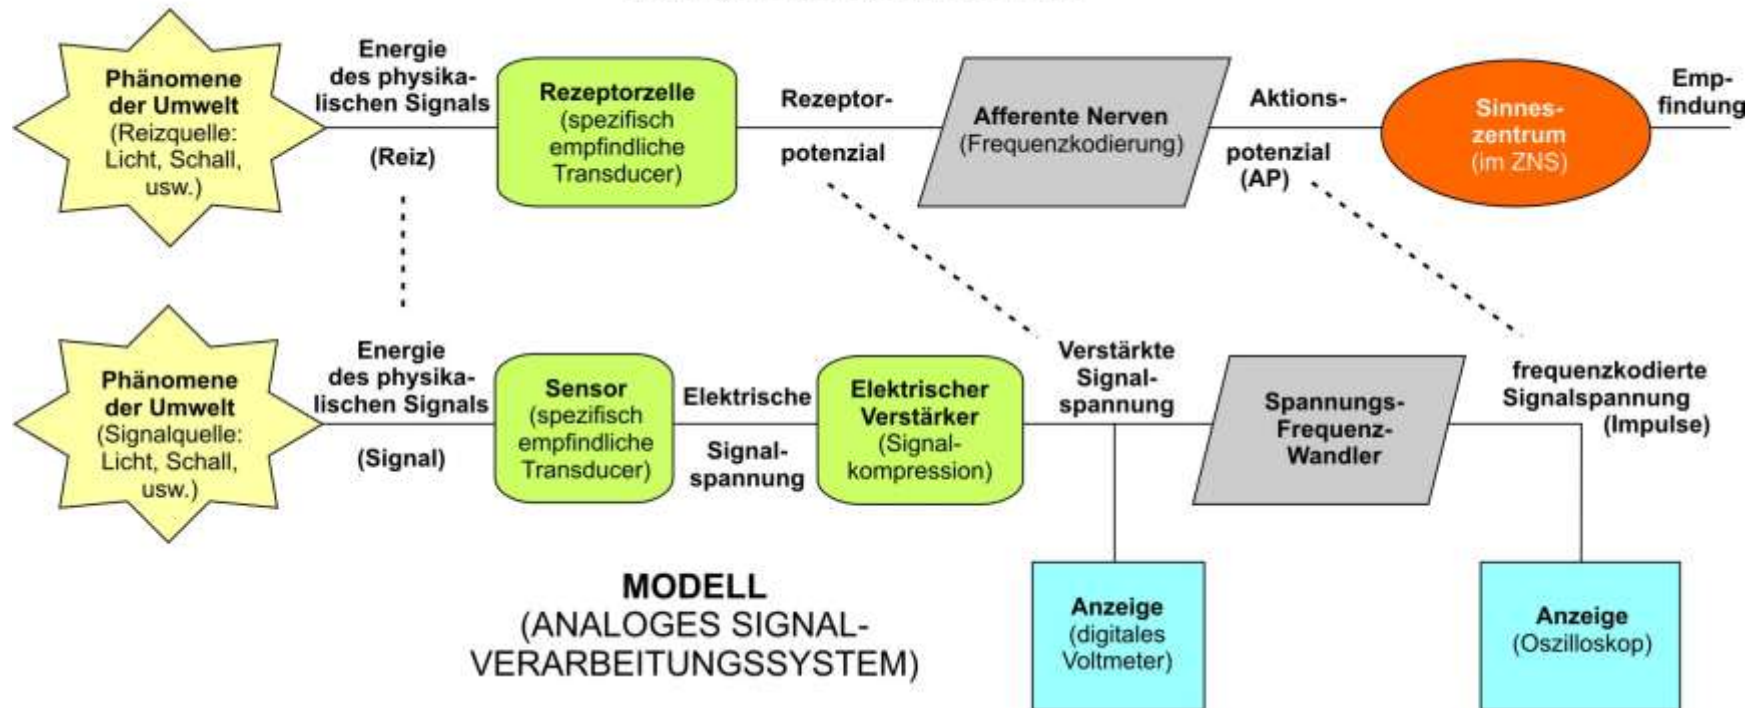 Phänomene
der Umwelt
(Reizquelle:
Licht, Schall,
usw.)
Energie
des physika-
lischen Signals
(Reiz)
Rezeptorzelle
(spezifisch
empfindliche
Transducer)
Rezeptor-
potenzial
Afferente Nerven
(Frequenzkodierung)
Aktions-
potenzial
(AP)
Sinnes-
zentrum
(im ZNS)
Emp-
findung
Phänomene
der Umwelt
(Signalquelle:
Licht, Schall,
usw.)
Energie
des physika-
lischen Signals
(Signal)
Sensor
(spezifisch
empfindliche
Transducer)
Elektrische
Signal-
spannung
Elektrischer
Verstärker
(Signal-
kompression)
Verstärkte
Signal-
spannung
Spannungs-
Frequenz-
Wandler
frequenzkodierte
Signalspannung
(Impulse)
MODELL
(ANALOGES SIGNAL-
VERARBEITUNGSSYSTEM)
Anzeige
(digitales
Voltmeter)
Anzeige
(Oszilloskop)